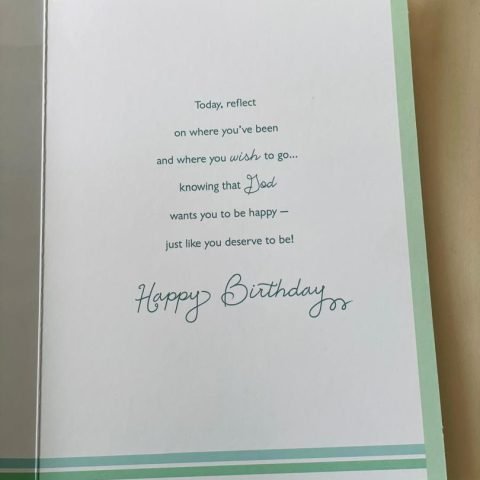 Today, reflect
on where you've been
and where you wish to go...
knowing that God
wants you to be happy —
just like you deserve to be!
Happy Birthday